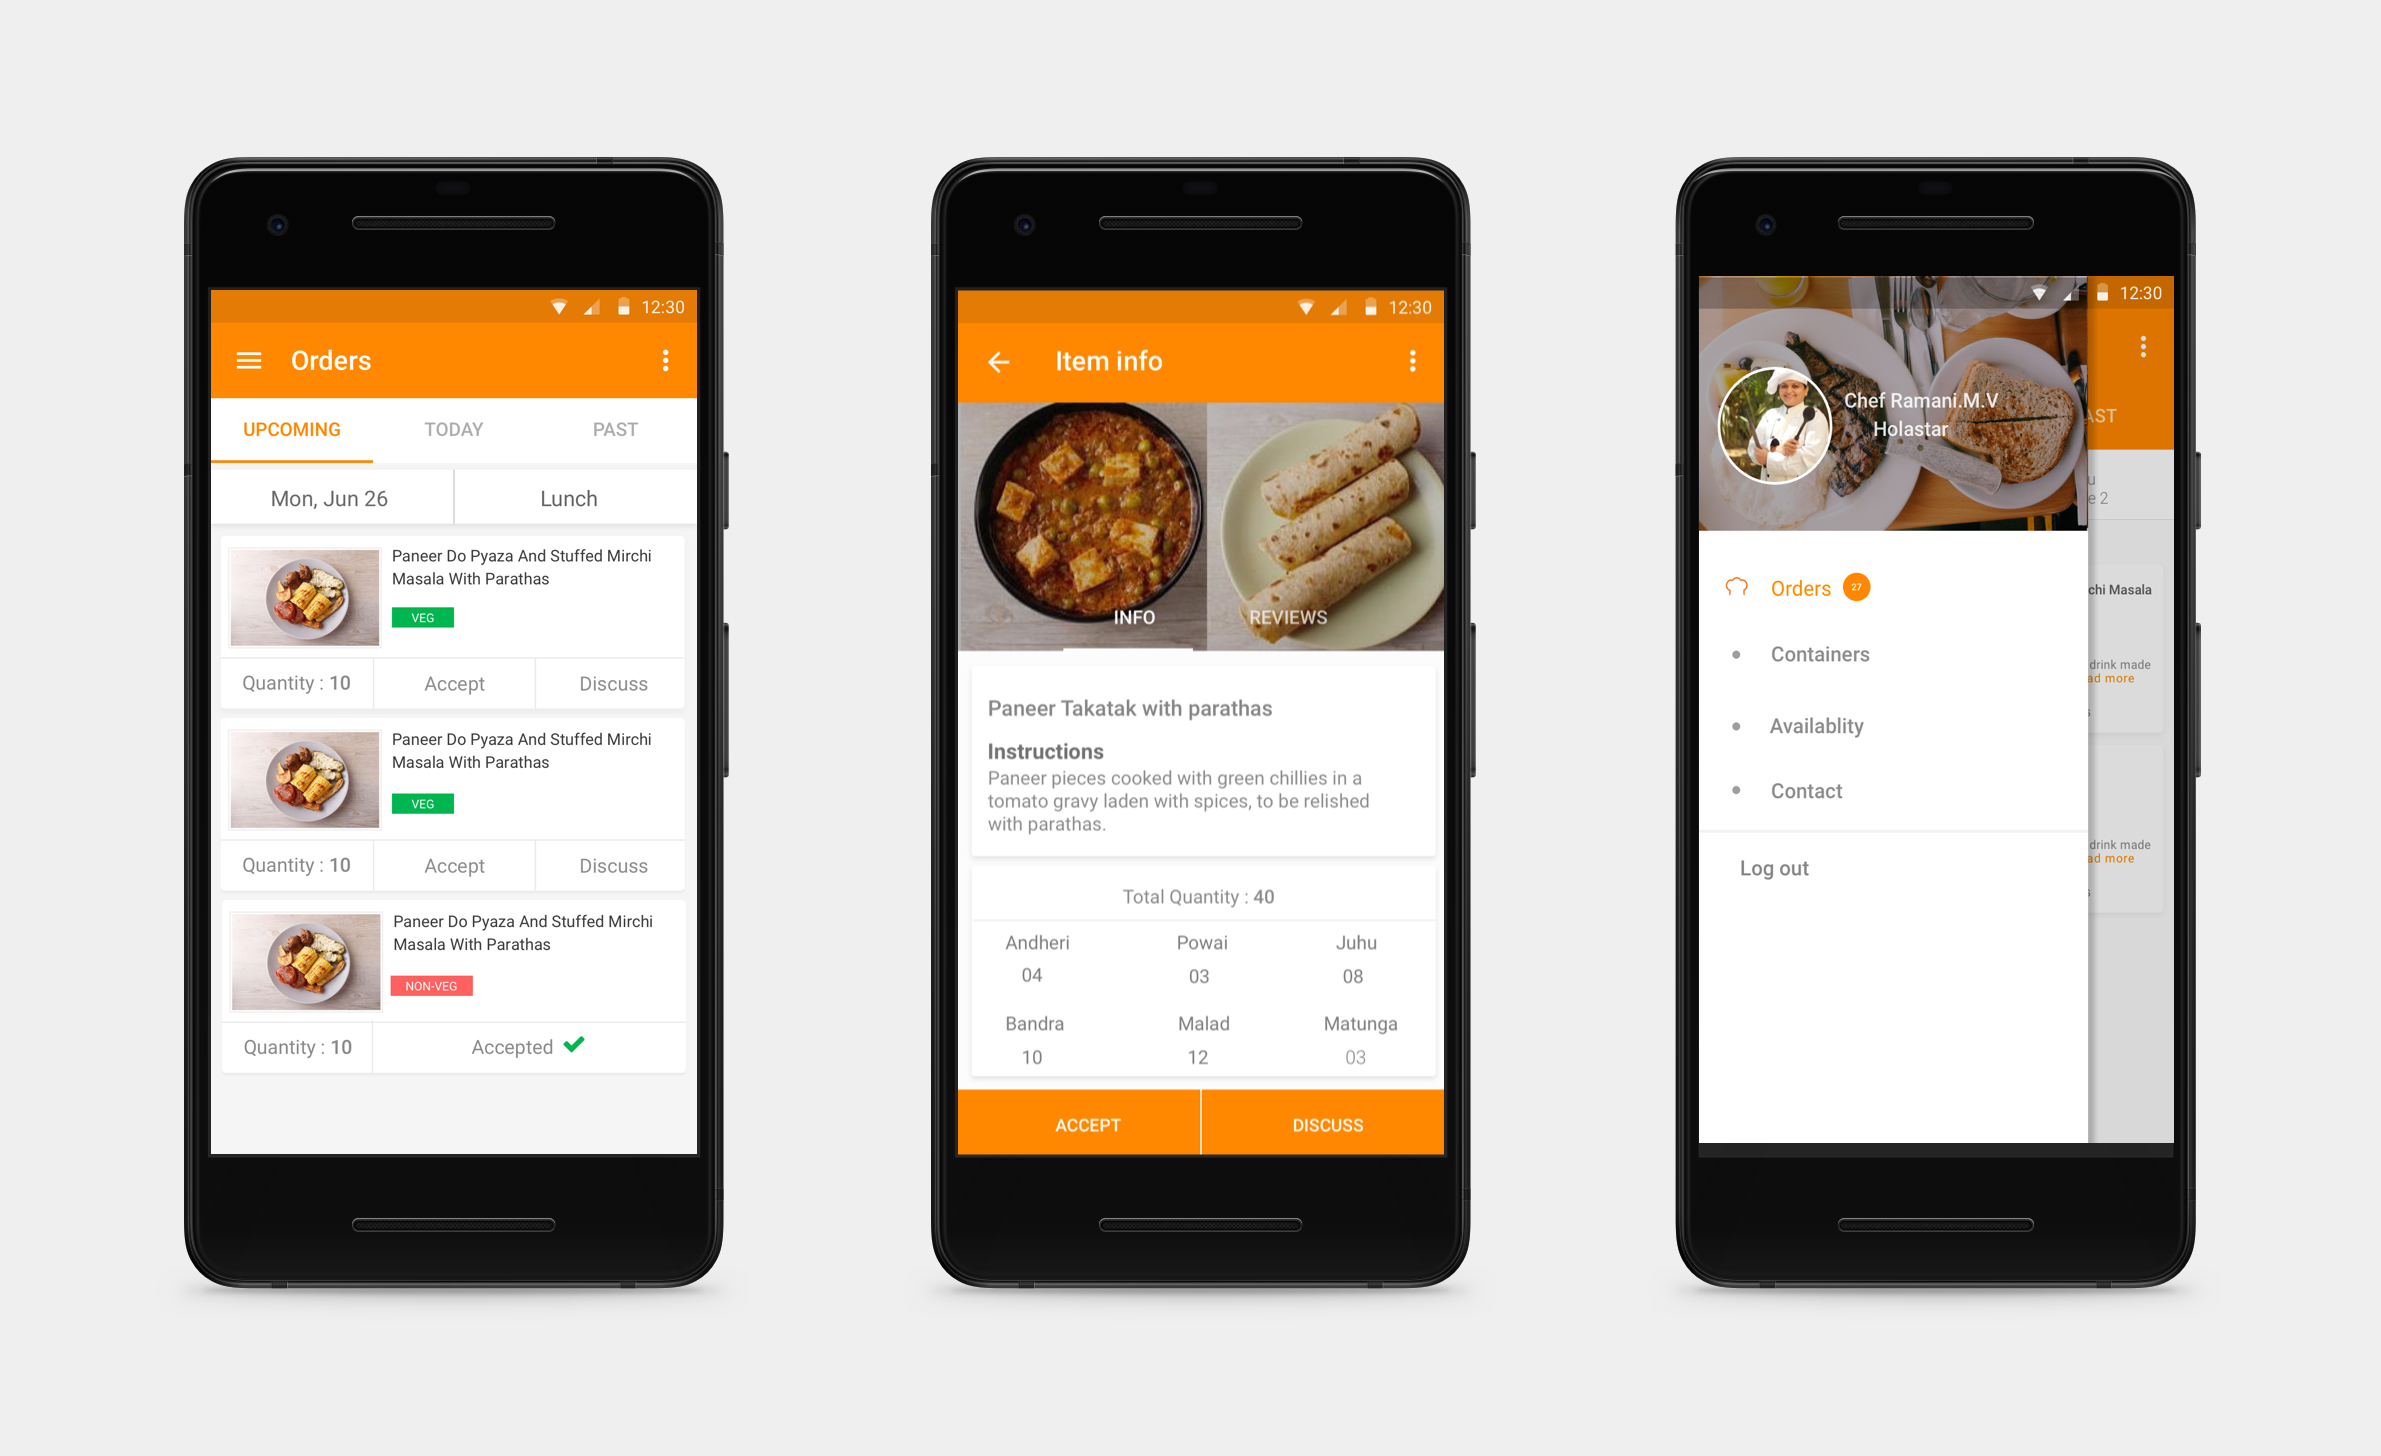 12:30
Orders
UPCOMING TODAY PAST
Mon, Jun 26 Lunch
Paneer Do Pyaza And Stuffed Mirchi
Masala With Parathas
VEG
Quantity : 10 Accept Discuss
Paneer Do Pyaza And Stuffed Mirchi
Masala With Parathas
VEG
Quantity : 10 Accept Discuss
Paneer Do Pyaza And Stuffed Mirchi
Masala With Parathas
NON-VEG
Quantity : 10 Accepted
12:30
Item info
INFO REVIEWS
Paneer Takatak with parathas
Instructions
Paneer pieces cooked with green chillies in a
tomato gravy laden with spices, to be relished
with parathas.
Total Quantity : 40
Andheri Powai Juhu
04 03 08
Bandra Malad Matunga
10 12 03
ACCEPT DISCUSS
12:30
Chef Ramani.M.V
Holastar
AST
u
e 2
Orders 27
chi Masala
Containers
drink made
ad more
s
Availablity
Contact
drink made
ad more
s
Log out